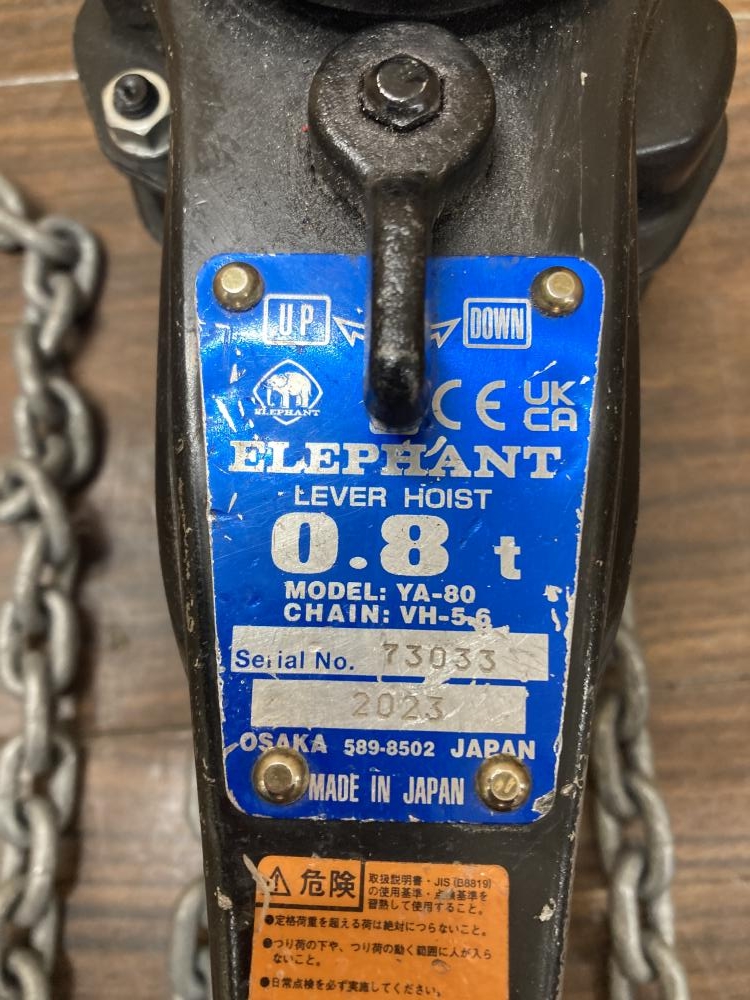 UP DOWN
ELEPHANT
CE UK
CA
ELEPHANT
LEVER HOIST
0.8 t
MODEL: YA-80
CHAIN: VH-5.6
Serial No. 73033
2023
OSAKA 589-8502 JAPAN
MADE IN JAPAN
危険
取扱説明書・JIS(B8819)
の使用基準・点検基準を
習熟して使用すること。
●定格荷重を超える荷は絶対につらないこと。
●つり荷の下や、つり荷の動く範囲に人が入ら
ないこと。
●日常点検を必ず実施してください。